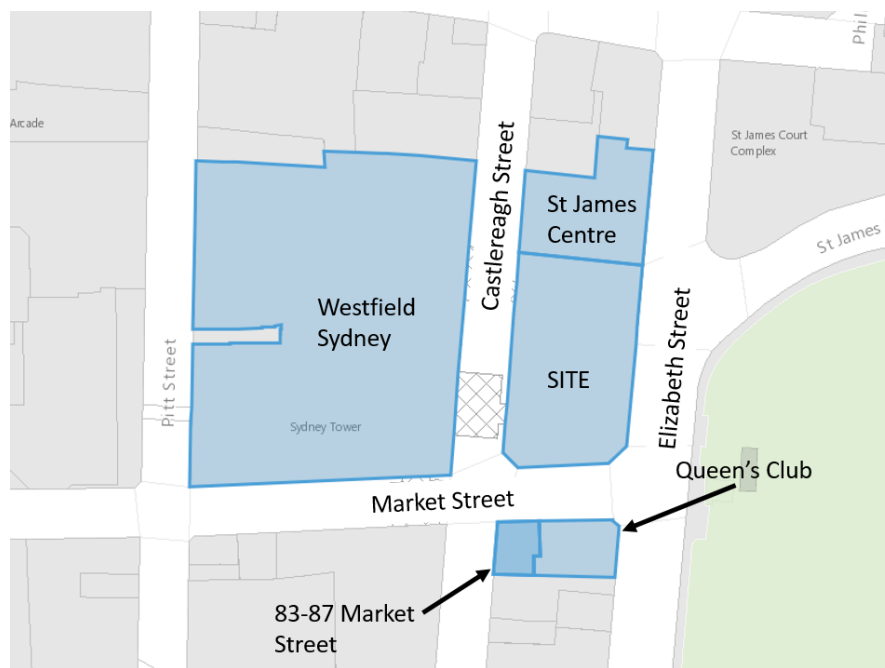 Phil
Arcade
St James Court
Complex
Castlereagh Street
St James
Centre
St James
Westfield
Sydney
Elizabeth Street
Pitt Street
SITE
Sydney Tower
Queen's Club
Market Street
83-87 Market
Street